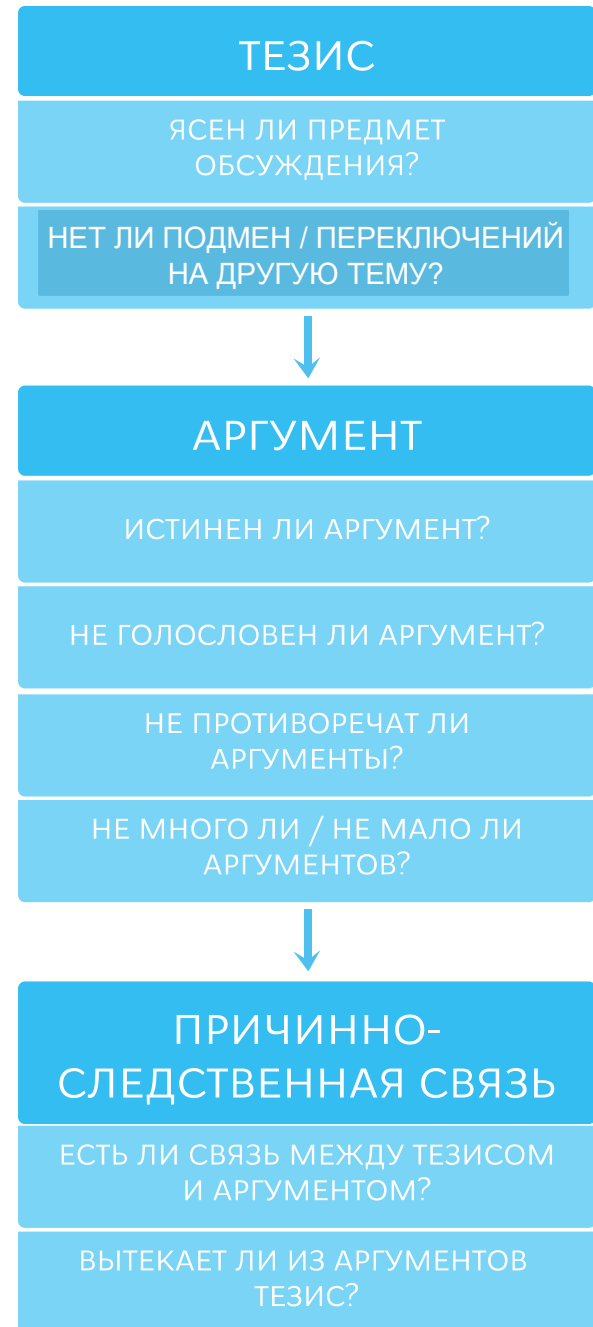 ТЕЗИС
ЯСЕН ЛИ ПРЕДМЕТ
ОБСУЖДЕНИЯ?
НЕТ ЛИ ПОДМЕН / ПЕРЕКЛЮЧЕНИЙ
НА ДРУГУЮ ТЕМУ?
АРГУМЕНТ
ИСТИНЕН ЛИ АРГУМЕНТ?
НЕ ГОЛОСЛОВЕН ЛИ АРГУМЕНТ?
НЕ ПРОТИВОРЕЧАТ ЛИ
АРГУМЕНТЫ?
НЕ МНОГО ЛИ / НЕ МАЛО ЛИ
АРГУМЕНТОВ?
ПРИЧИННО-
СЛЕДСТВЕННАЯ СВЯЗЬ
ЕСТЬ ЛИ СВЯЗЬ МЕЖДУ ТЕЗИСОМ
И АРГУМЕНТОМ?
ВЫТЕКАЕТ ЛИ ИЗ АРГУМЕНТОВ
ТЕЗИС?